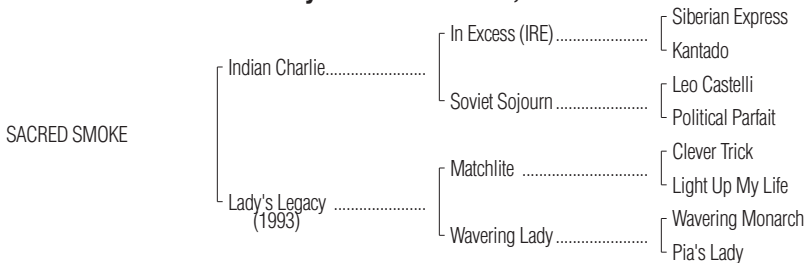 Siberian Express
In Excess (IRE)......................
Kantado
Indian Charlie........................
Leo Castelli
Soviet Sojourn ......................
Political Parfait
SACRED SMOKE
Clever Trick
Matchlite ..............................
Light Up My Life
Lady's Legacy ......................
(1993)
Wavering Monarch
Wavering Lady......................
Pia's Lady